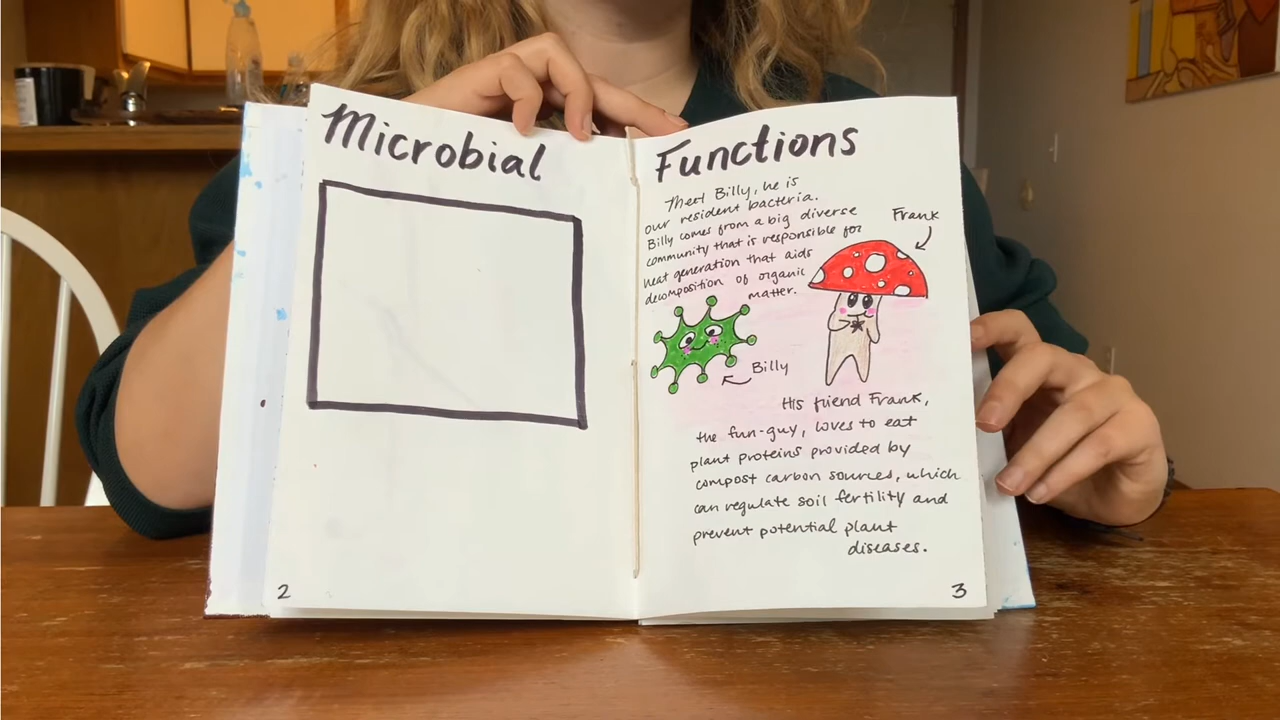 Microbial
2
Functions
Meet Billy, he is
our resident bacteria.
Billy comes from a big diverse
community that is responsible for
heat generation that aids
decomposition of organic
matter.
Frank
Billy
His friend Frank,
the fun-guy, loves to eat
plant proteins provided by
compost carbon sources, which
can regulate soil fertility and
prevent potential plant
diseases.
3